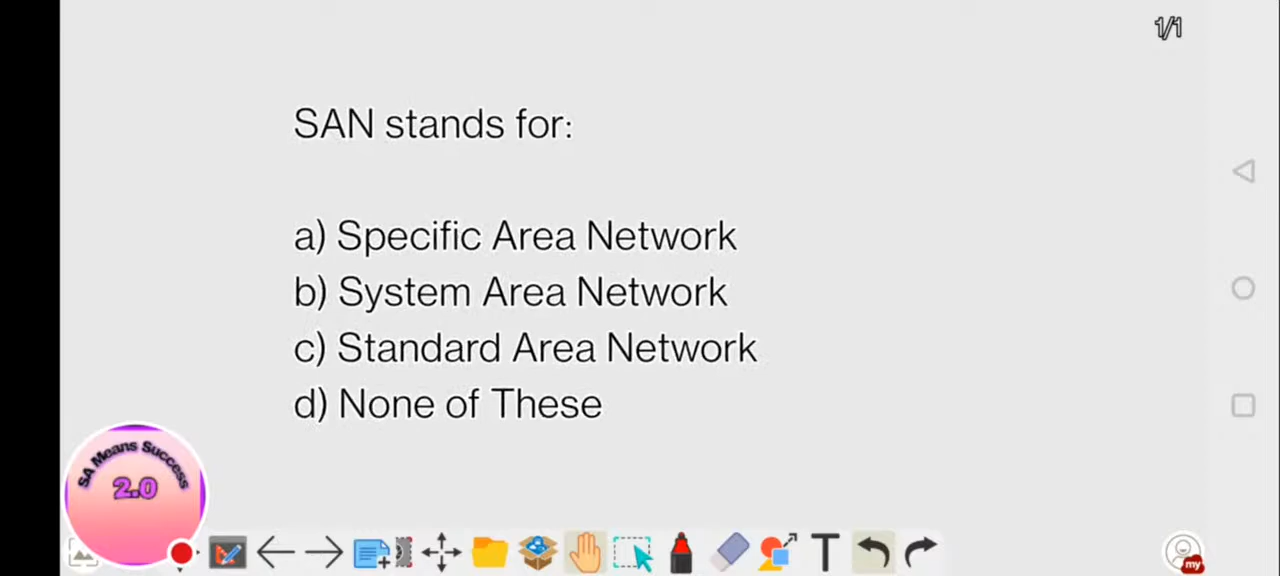 1/1
SAN stands for:
a) Specific Area Network
b) System Area Network
c) Standard Area Network
d) None of These
SA Means Success
2.0
T
my